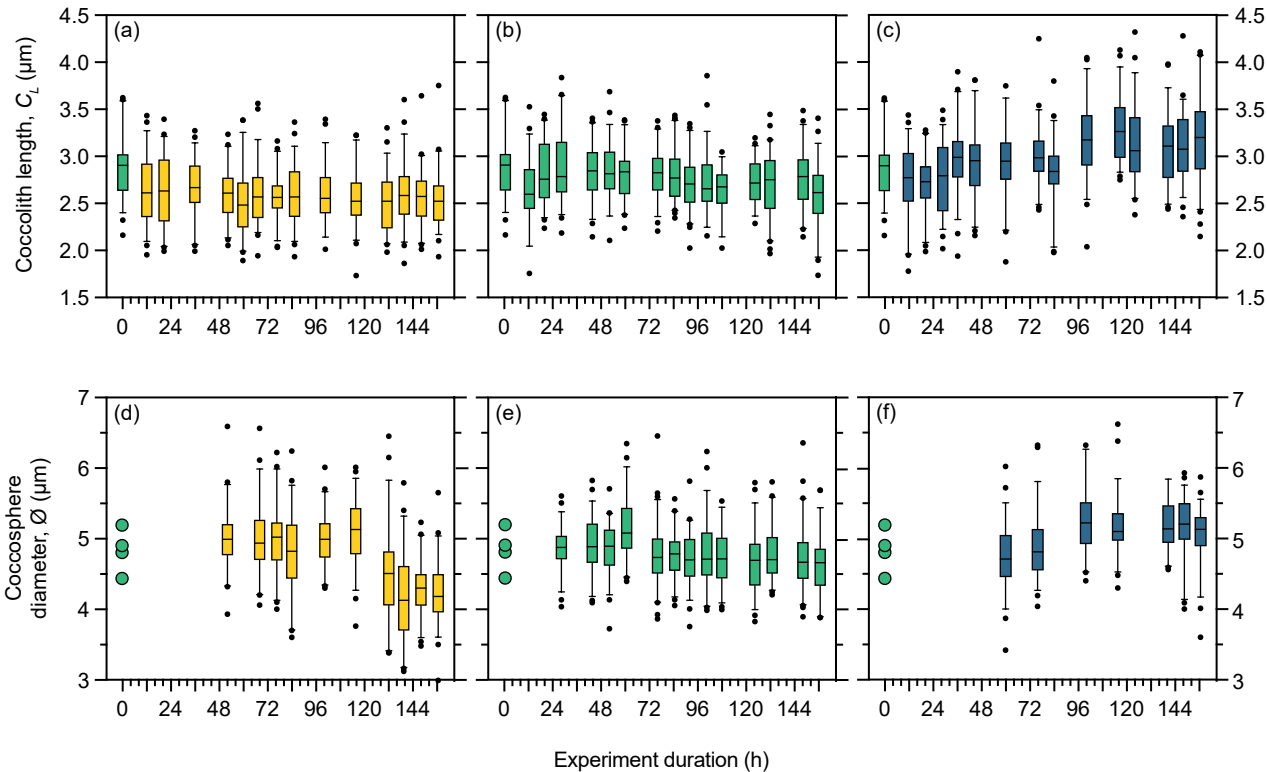 4.5 (a) (b) (c) 4.5
4.0 4.0
3.5 3.5
3.0 3.0
2.5 2.5
2.0 2.0
1.5 1.5
Coccolith length, C_L (μm)
0 24 48 72 96 120 144 0 24 48 72 96 120 144 0 24 48 72 96 120 144
7 (d) (e) (f) 7
6 6
5 5
4 4
3 3
Coccosphere
diameter, Ø (μm)
0 24 48 72 96 120 144 0 24 48 72 96 120 144 0 24 48 72 96 120 144
Experiment duration (h)